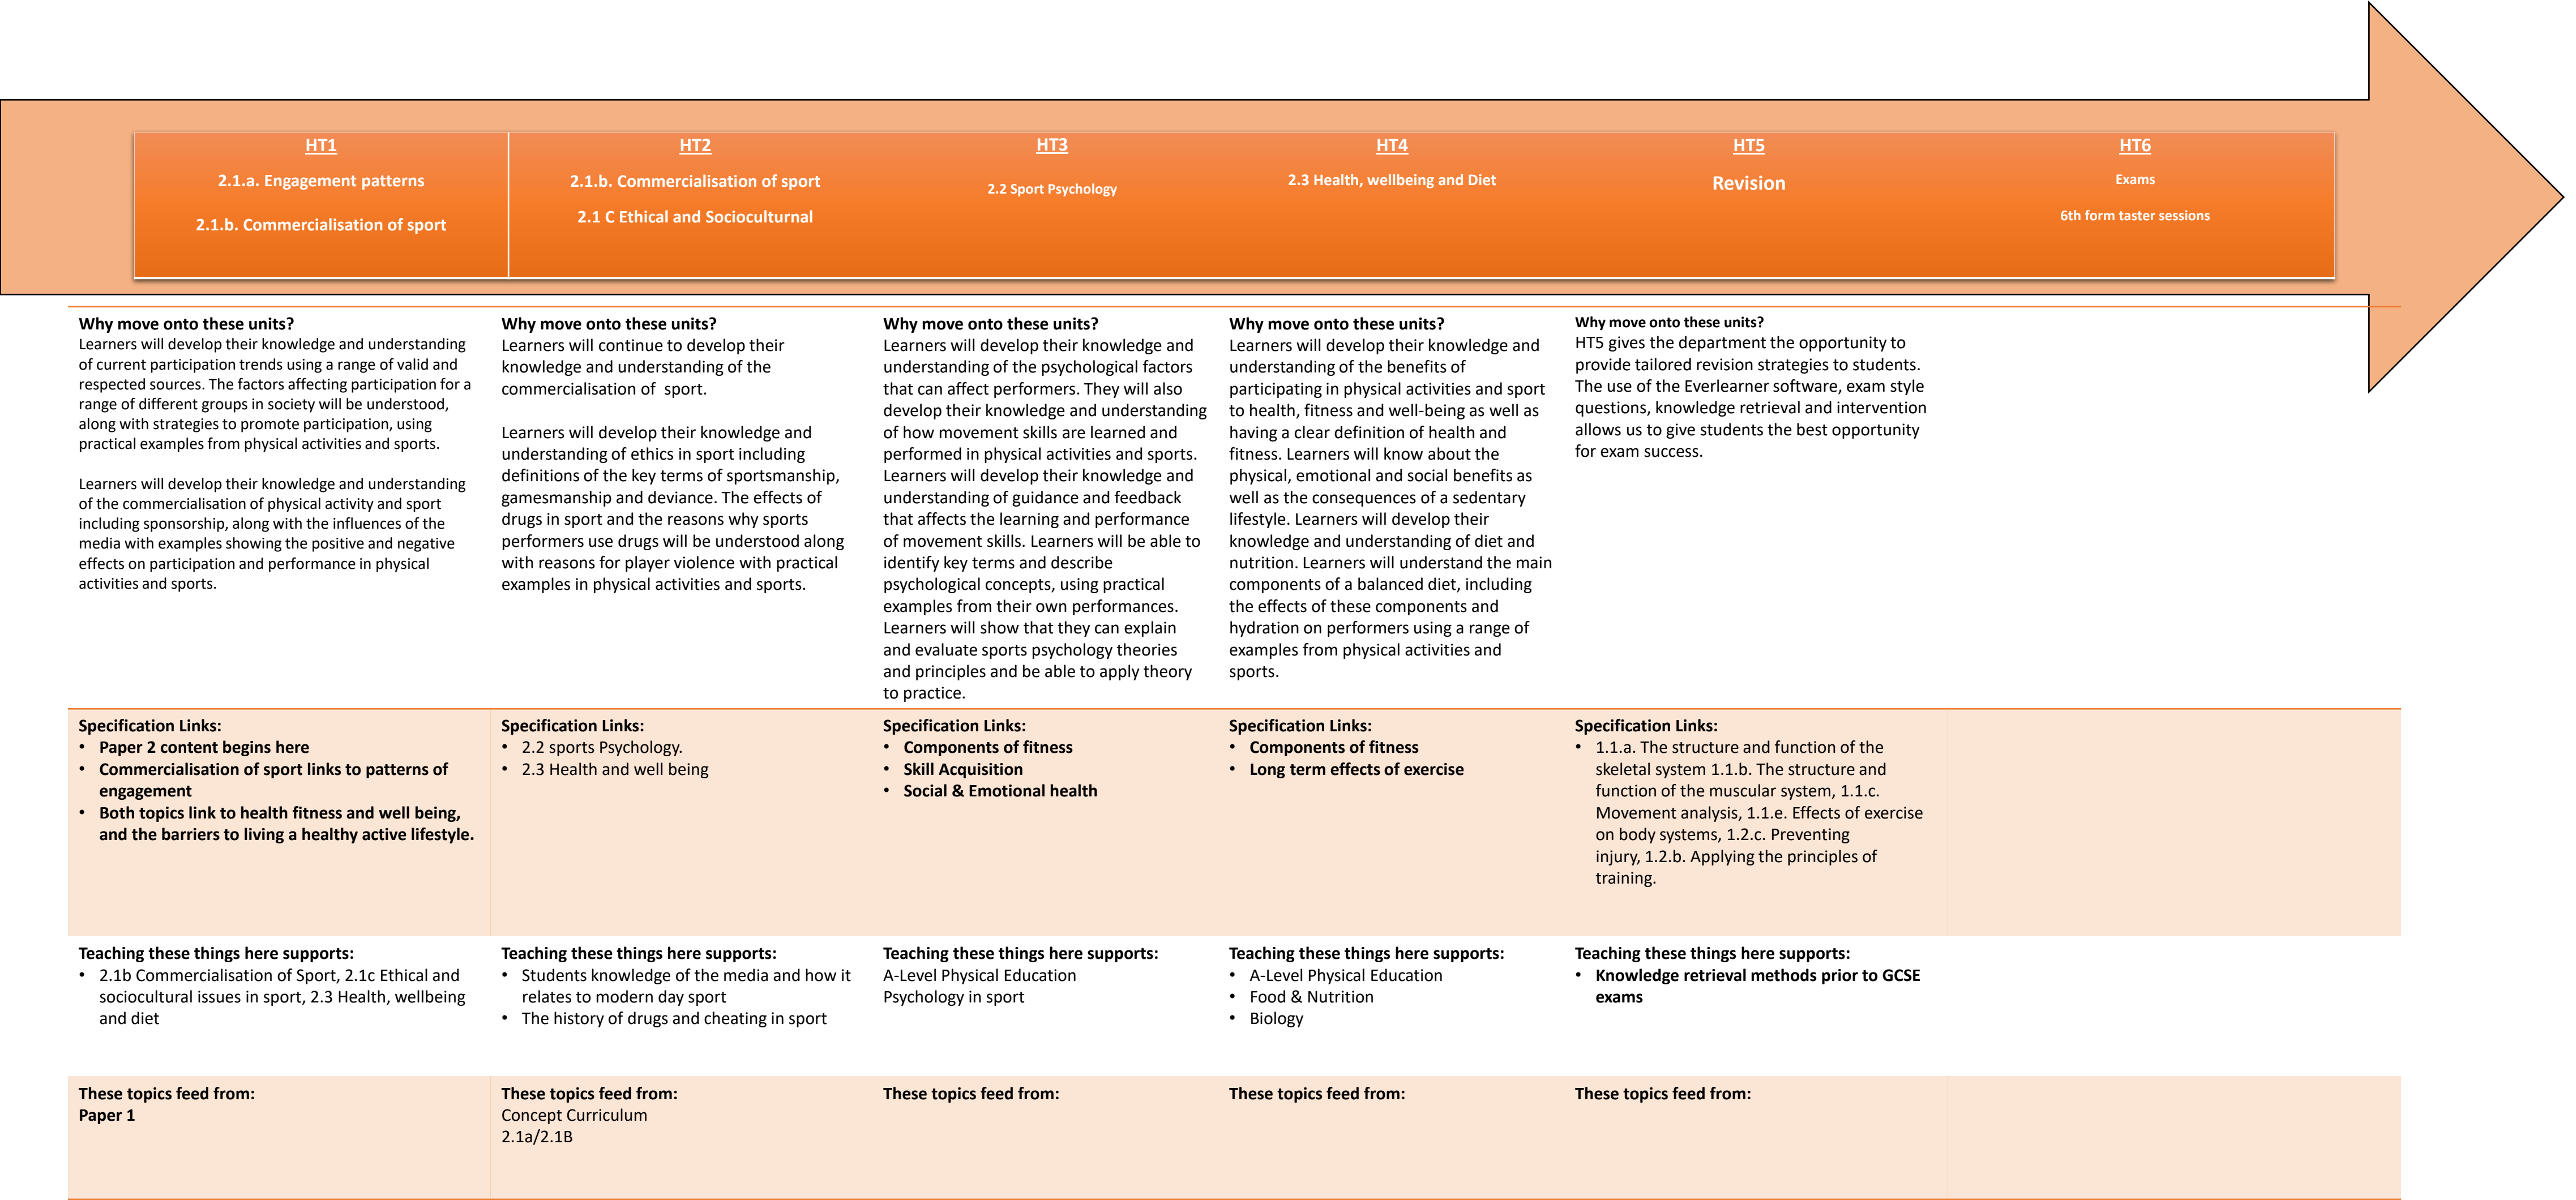 HT1
2.1.a. Engagement patterns
2.1.b. Commercialisation of sport
HT2
2.1.b. Commercialisation of sport
2.1 C Ethical and Socioculturnal
HT3
2.2 Sport Psychology
HT4
2.3 Health, wellbeing and Diet
HT5
Revision
HT6
Exams
6th form taster sessions
Why move onto these units?
Learners will develop their knowledge and understanding
of current participation trends using a range of valid and
respected sources. The factors affecting participation for a
range of different groups in society will be understood,
along with strategies to promote participation, using
practical examples from physical activities and sports.
Learners will develop their knowledge and understanding
of the commercialisation of physical activity and sport
including sponsorship, along with the influences of the
media with examples showing the positive and negative
effects on participation and performance in physical
activities and sports.
Why move onto these units?
Learners will continue to develop their
knowledge and understanding of the
commercialisation of  sport.
Learners will develop their knowledge and
understanding of ethics in sport including
definitions of the key terms of sportsmanship,
gamesmanship and deviance. The effects of
drugs in sport and the reasons why sports
performers use drugs will be understood along
with reasons for player violence with practical
examples in physical activities and sports.
Why move onto these units?
Learners will develop their knowledge and
understanding of the psychological factors
that can affect performers. They will also
develop their knowledge and understanding
of how movement skills are learned and
performed in physical activities and sports.
Learners will develop their knowledge and
understanding of guidance and feedback
that affects the learning and performance
of movement skills. Learners will be able to
identify key terms and describe
psychological concepts, using practical
examples from their own performances.
Learners will show that they can explain
and evaluate sports psychology theories
and principles and be able to apply theory
to practice.
Why move onto these units?
Learners will develop their knowledge and
understanding of the benefits of
participating in physical activities and sport
to health, fitness and well-being as well as
having a clear definition of health and
fitness. Learners will know about the
physical, emotional and social benefits as
well as the consequences of a sedentary
lifestyle. Learners will develop their
knowledge and understanding of diet and
nutrition. Learners will understand the main
components of a balanced diet, including
the effects of these components and
hydration on performers using a range of
examples from physical activities and
sports.
Why move onto these units?
HT5 gives the department the opportunity to
provide tailored revision strategies to students.
The use of the Everlearner software, exam style
questions, knowledge retrieval and intervention
allows us to give students the best opportunity
for exam success.
Specification Links:
• Paper 2 content begins here
• Commercialisation of sport links to patterns of
engagement
• Both topics link to health fitness and well being,
and the barriers to living a healthy active lifestyle.
Specification Links:
• 2.2 sports Psychology.
• 2.3 Health and well being
Specification Links:
• Components of fitness
• Skill Acquisition
• Social & Emotional health
Specification Links:
• Components of fitness
• Long term effects of exercise
Specification Links:
• 1.1.a. The structure and function of the
skeletal system 1.1.b. The structure and
function of the muscular system, 1.1.c.
Movement analysis, 1.1.e. Effects of exercise
on body systems, 1.2.c. Preventing
injury, 1.2.b. Applying the principles of
training.
Teaching these things here supports:
• 2.1b Commercialisation of Sport, 2.1c Ethical and
sociocultural issues in sport, 2.3 Health, wellbeing
and diet
Teaching these things here supports:
• Students knowledge of the media and how it
relates to modern day sport
• The history of drugs and cheating in sport
Teaching these things here supports:
A-Level Physical Education
Psychology in sport
Teaching these things here supports:
• A-Level Physical Education
• Food & Nutrition
• Biology
Teaching these things here supports:
• Knowledge retrieval methods prior to GCSE
exams
These topics feed from:
Paper 1
These topics feed from:
Concept Curriculum
2.1a/2.1B
These topics feed from:
These topics feed from:
These topics feed from: